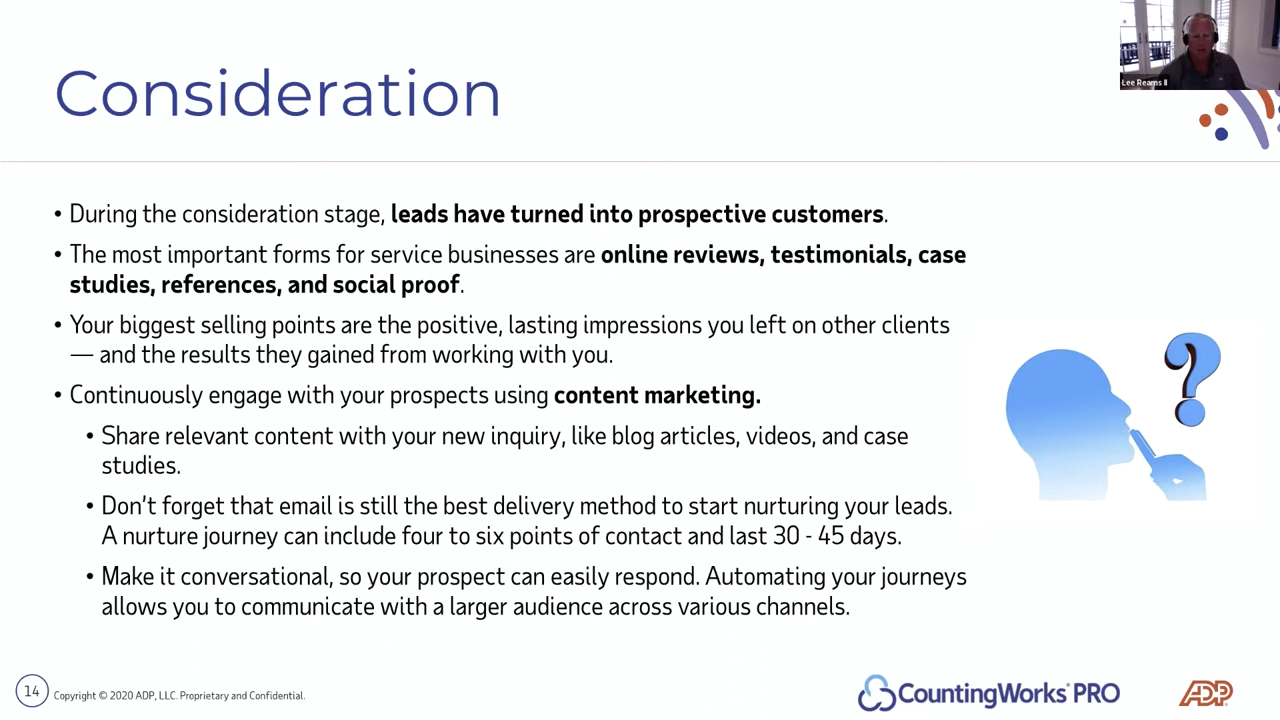 Lee Reams II
Consideration
• During the consideration stage, leads have turned into prospective customers.
• The most important forms for service businesses are online reviews, testimonials, case
studies, references, and social proof.
• Your biggest selling points are the positive, lasting impressions you left on other clients
— and the results they gained from working with you.
• Continuously engage with your prospects using content marketing.
• Share relevant content with your new inquiry, like blog articles, videos, and case
studies.
• Don't forget that email is still the best delivery method to start nurturing your leads.
A nurture journey can include four to six points of contact and last 30 - 45 days.
• Make it conversational, so your prospect can easily respond. Automating your journeys
allows you to communicate with a larger audience across various channels.
?
14
Copyright © 2020 ADP, LLC. Proprietary and Confidential.
CountingWorks® PRO
ADP